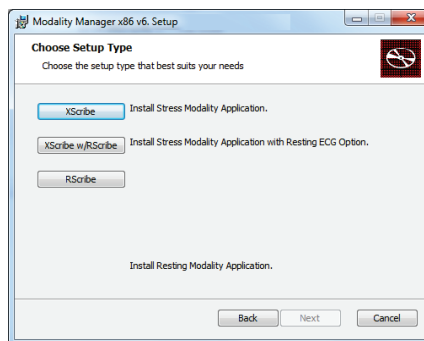 Modality Manager x86 v6. Setup
Choose Setup Type
Choose the setup type that best suits your needs
XScribe Install Stress Modality Application.
XScribe w/RScribe Install Stress Modality Application with Resting ECG Option.
RScribe
Install Resting Modality Application.
Back Next Cancel